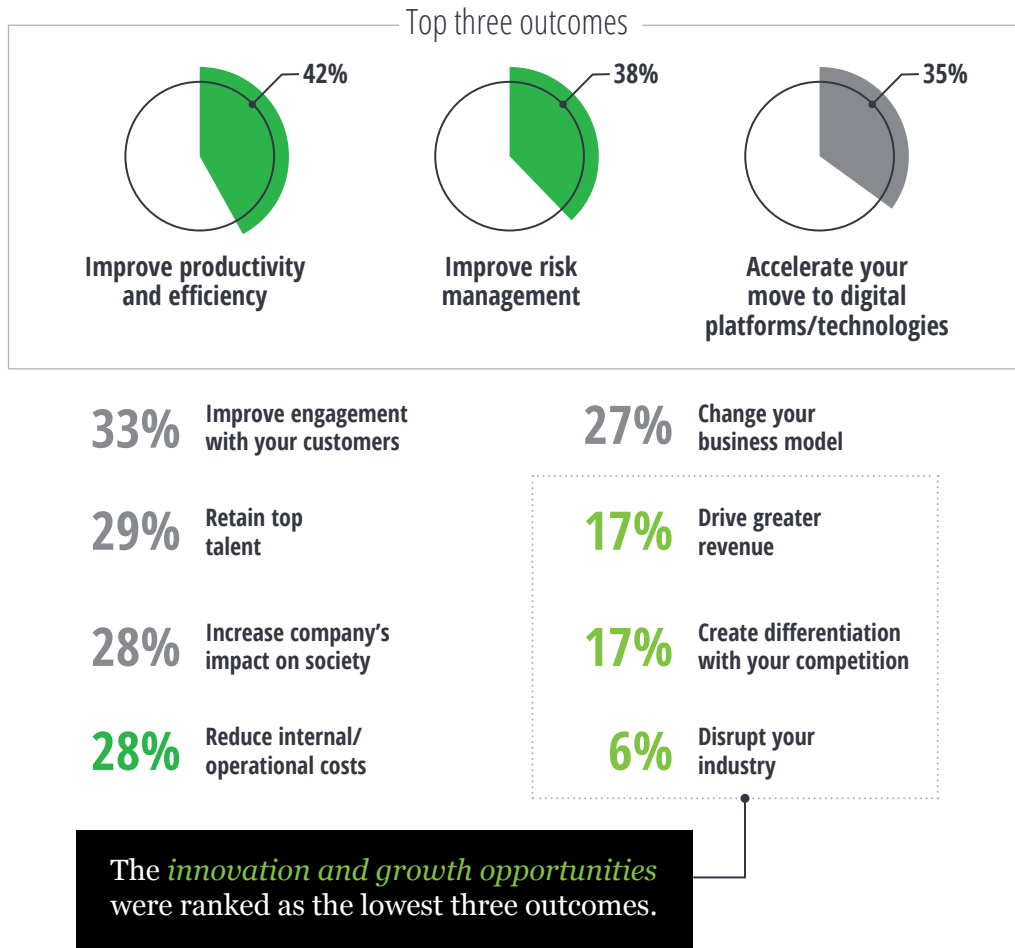 Top three outcomes
42%
Improve productivity
and efficiency
38%
Improve risk
management
35%
Accelerate your
move to digital
platforms/technologies
33%
Improve engagement
with your customers
29%
Retain top
talent
28%
Increase company’s
impact on society
28%
Reduce internal/
operational costs
27%
Change your
business model
17%
Drive greater
revenue
17%
Create differentiation
with your competition
6%
Disrupt your
industry
The innovation and growth opportunities
were ranked as the lowest three outcomes.